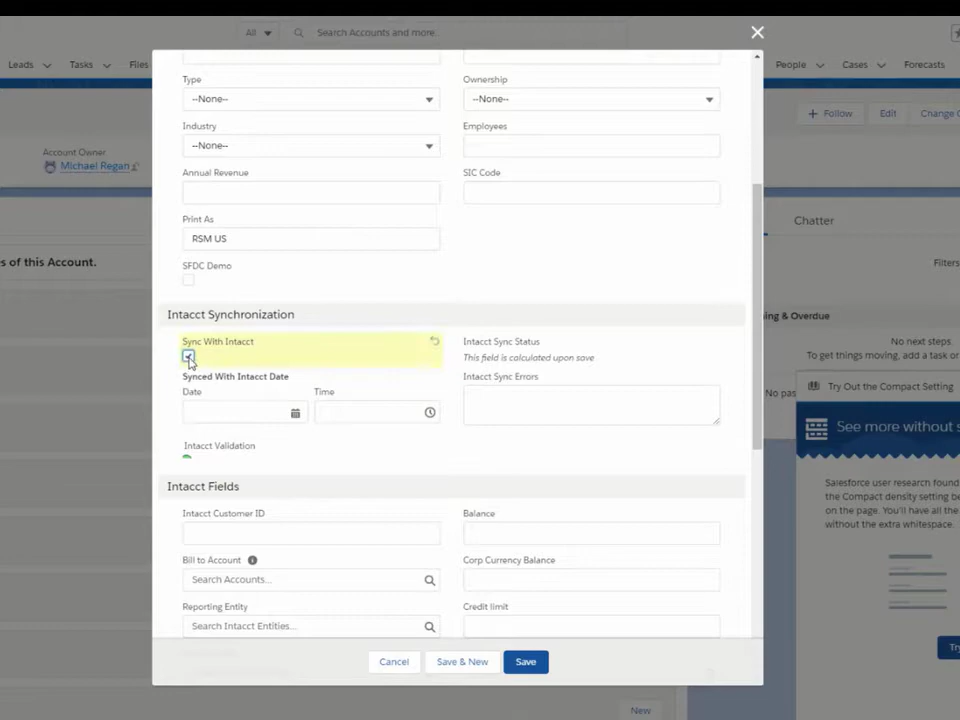 All
Search Accounts and more..
Leads
Tasks
Files
People
Cases
Forecasts
Follow
Edit
Account Owner
Michael Regan
es of this Account.
Chatter
Filters
ning & Overdue
No next steps.
To get things moving, add a task or
No pas
Try Out the Compact Setting
See more without s
Salesforce user research found
the Compact density setting be
on the page. You'll have all the
without the extra whitespace.
Try
New
Type
Ownership
--None--
--None--
Industry
Employees
--None--
Annual Revenue
SIC Code
Print As
RSM US
SFDC Demo
Intacct Synchronization
Sync With Intacct
Intacct Sync Status
This field is calculated upon save
Synced With Intacct Date
Intacct Sync Errors
Date
Time
Intacct Validation
Intacct Fields
Intacct Customer ID
Balance
Bill to Account
Corp Currency Balance
Search Accounts...
Reporting Entity
Credit limit
Search Intacct Entities...
Cancel
Save & New
Save